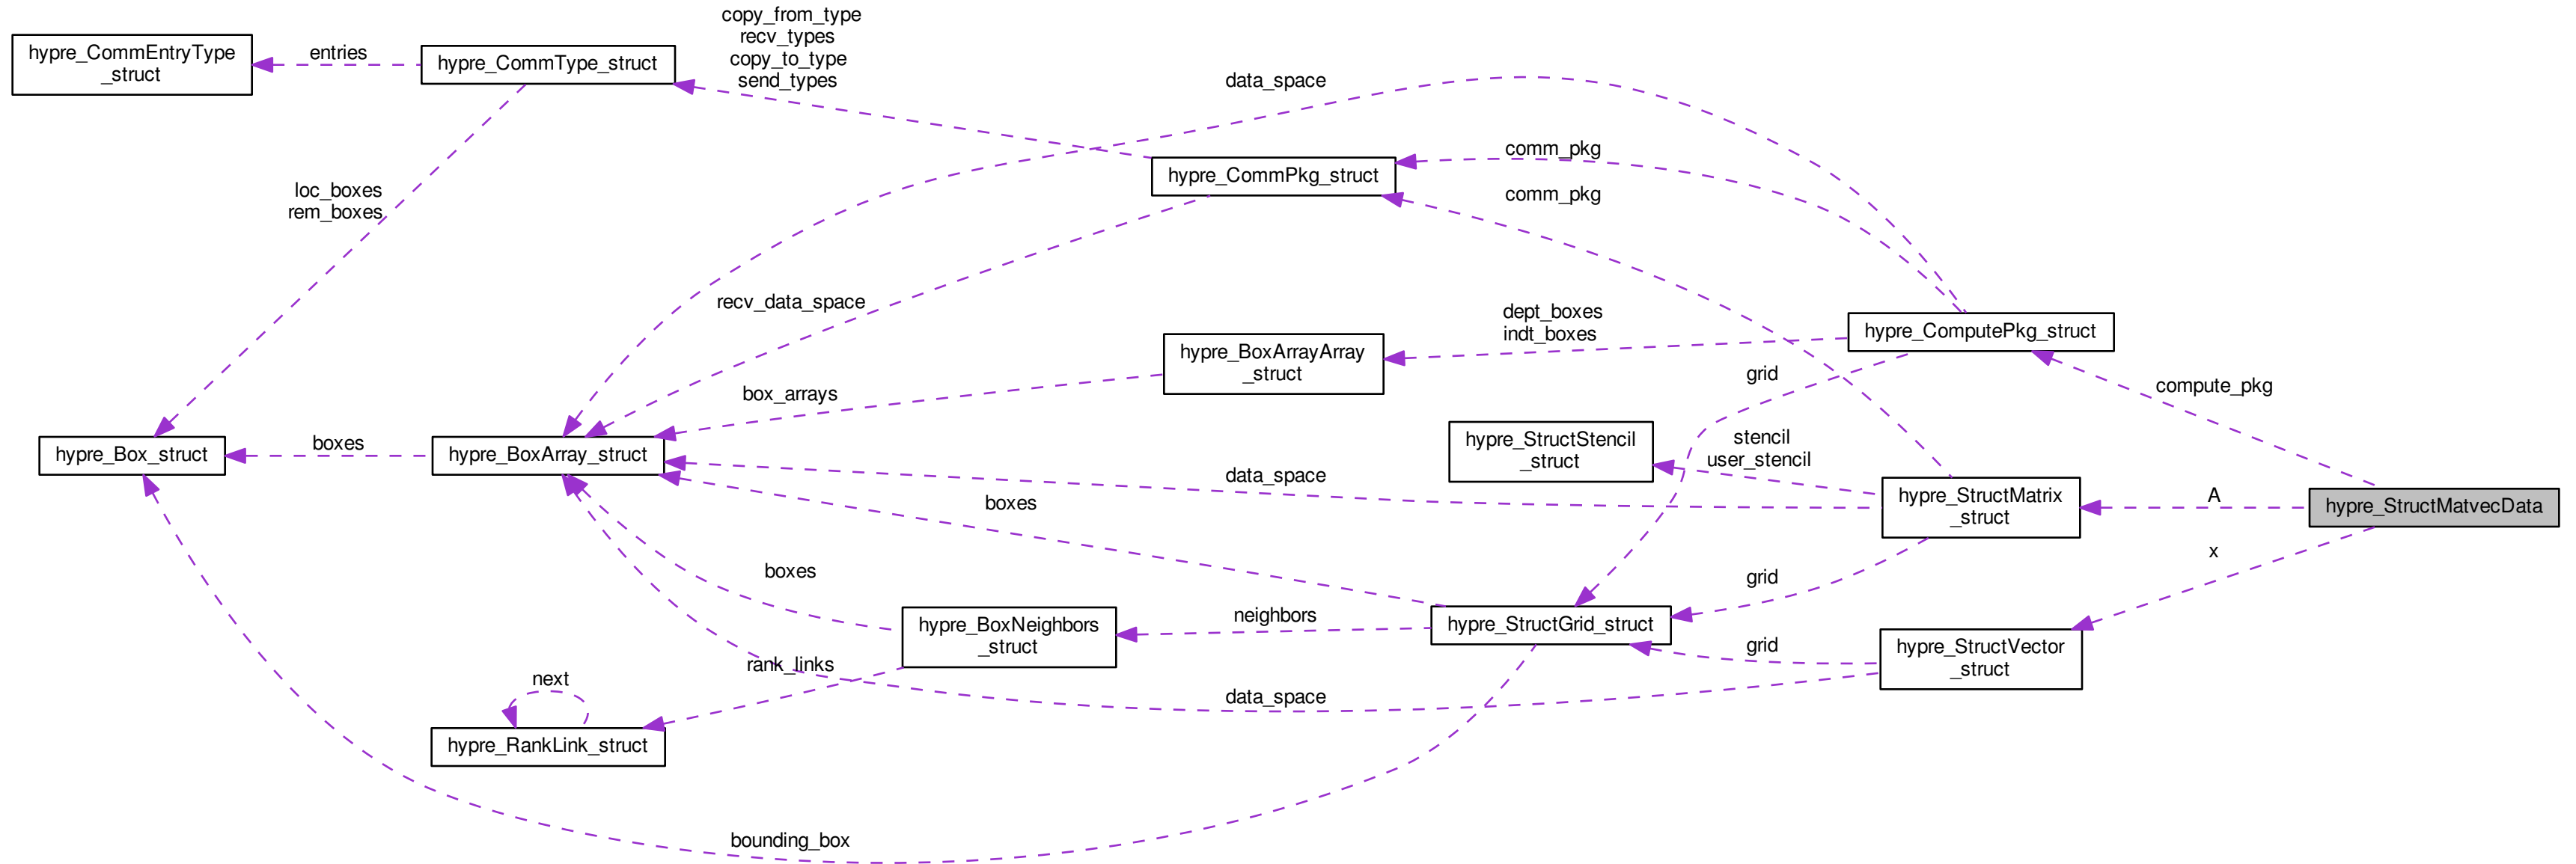 copy_from_type
recv_types
copy_to_type
send_types
hypre_CommEntryType
_struct
entries
hypre_CommType_struct
data_space
comm_pkg
hypre_CommPkg_struct
comm_pkg
loc_boxes
rem_boxes
recv_data_space
dept_boxes
indt_boxes
hypre_ComputePkg_struct
hypre_BoxArrayArray
_struct
grid
compute_pkg
box_arrays
hypre_Box_struct
boxes
hypre_BoxArray_struct
hypre_StructStencil
_struct
stencil
user_stencil
data_space
boxes
hypre_StructMatrix
_struct
A
hypre_StructMatvecData
x
boxes
grid
hypre_BoxNeighbors
_struct
neighbors
hypre_StructGrid_struct
grid
hypre_StructVector
_struct
rank_links
next
data_space
hypre_RankLink_struct
bounding_box